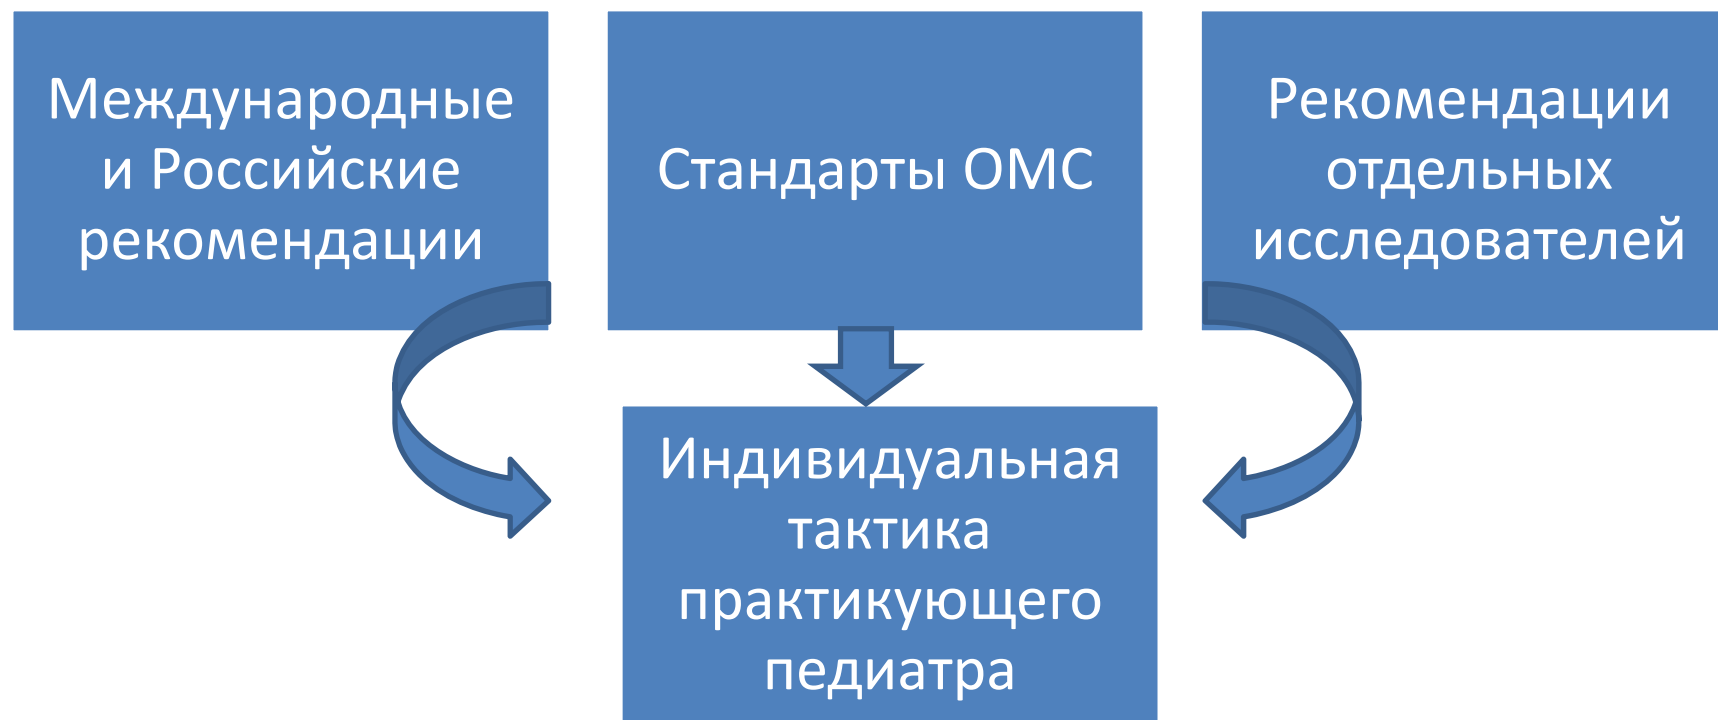 Международные
и Российские
рекомендации
Стандарты ОМС
Рекомендации
отдельных
исследователей
Индивидуальная
тактика
практикующего
педиатра